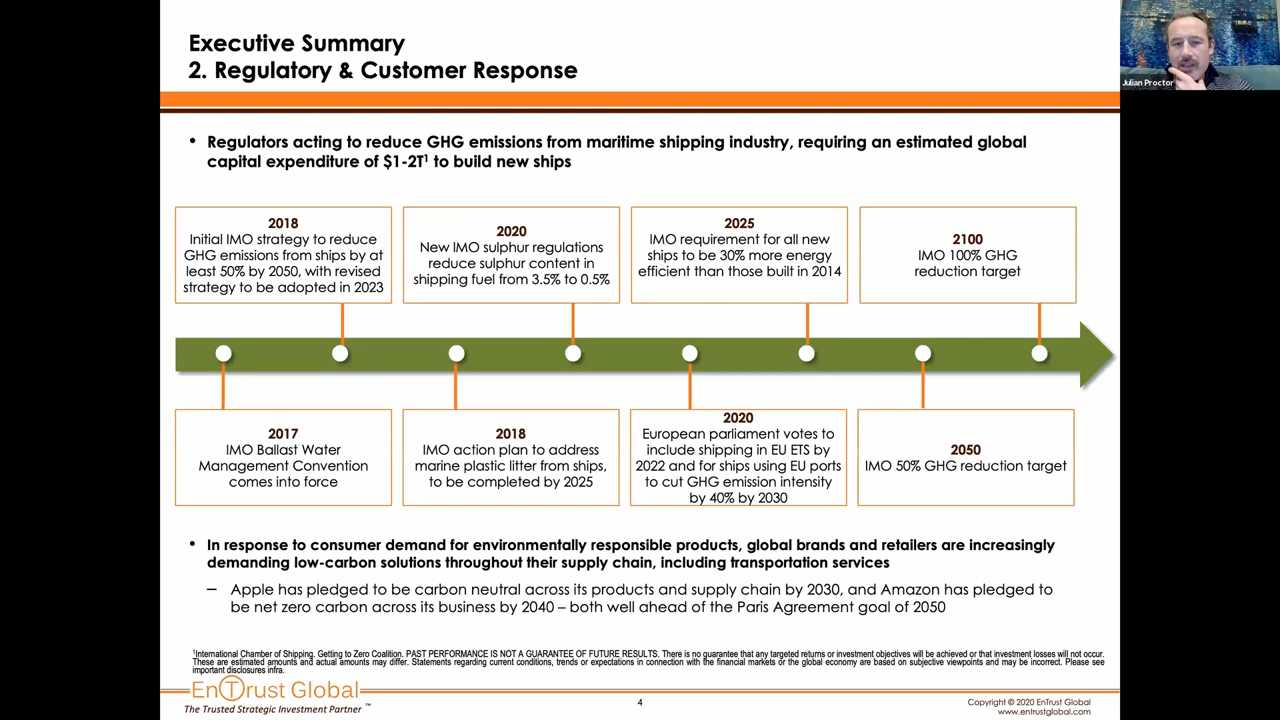 Executive Summary
2. Regulatory & Customer Response
Julian Proctor
• Regulators acting to reduce GHG emissions from maritime shipping industry, requiring an estimated global
capital expenditure of $1-2T¹ to build new ships
2018
Initial IMO strategy to reduce
GHG emissions from ships by at
least 50% by 2050, with revised
strategy to be adopted in 2023
2020
New IMO sulphur regulations
reduce sulphur content in
shipping fuel from 3.5% to 0.5%
2025
IMO requirement for all new
ships to be 30% more energy
efficient than those built in 2014
2100
IMO 100% GHG
reduction target
2017
IMO Ballast Water
Management Convention
comes into force
2018
IMO action plan to address
marine plastic litter from ships,
to be completed by 2025
2020
European parliament votes to
include shipping in EU ETS by
2022 and for ships using EU ports
to cut GHG emission intensity
by 40% by 2030
2050
IMO 50% GHG reduction target
• In response to consumer demand for environmentally responsible products, global brands and retailers are increasingly
demanding low-carbon solutions throughout their supply chain, including transportation services
– Apple has pledged to be carbon neutral across its products and supply chain by 2030, and Amazon has pledged to
be net zero carbon across its business by 2040 – both well ahead of the Paris Agreement goal of 2050
¹International Chamber of Shipping. Getting to Zero Coalition. PAST PERFORMANCE IS NOT A GUARANTEE OF FUTURE RESULTS. There is no guarantee that any targeted returns or investment objectives will be achieved or that investment losses will not occur.
These are estimated amounts and actual amounts may differ. Statements regarding current conditions, trends or expectations in connection with the financial markets or the global economy are based on subjective viewpoints and may be incorrect. Please see
important disclosures infra.
EnTrust Global
The Trusted Strategic Investment Partner ™
4
Copyright © 2020 EnTrust Global
www.entrustglobal.com